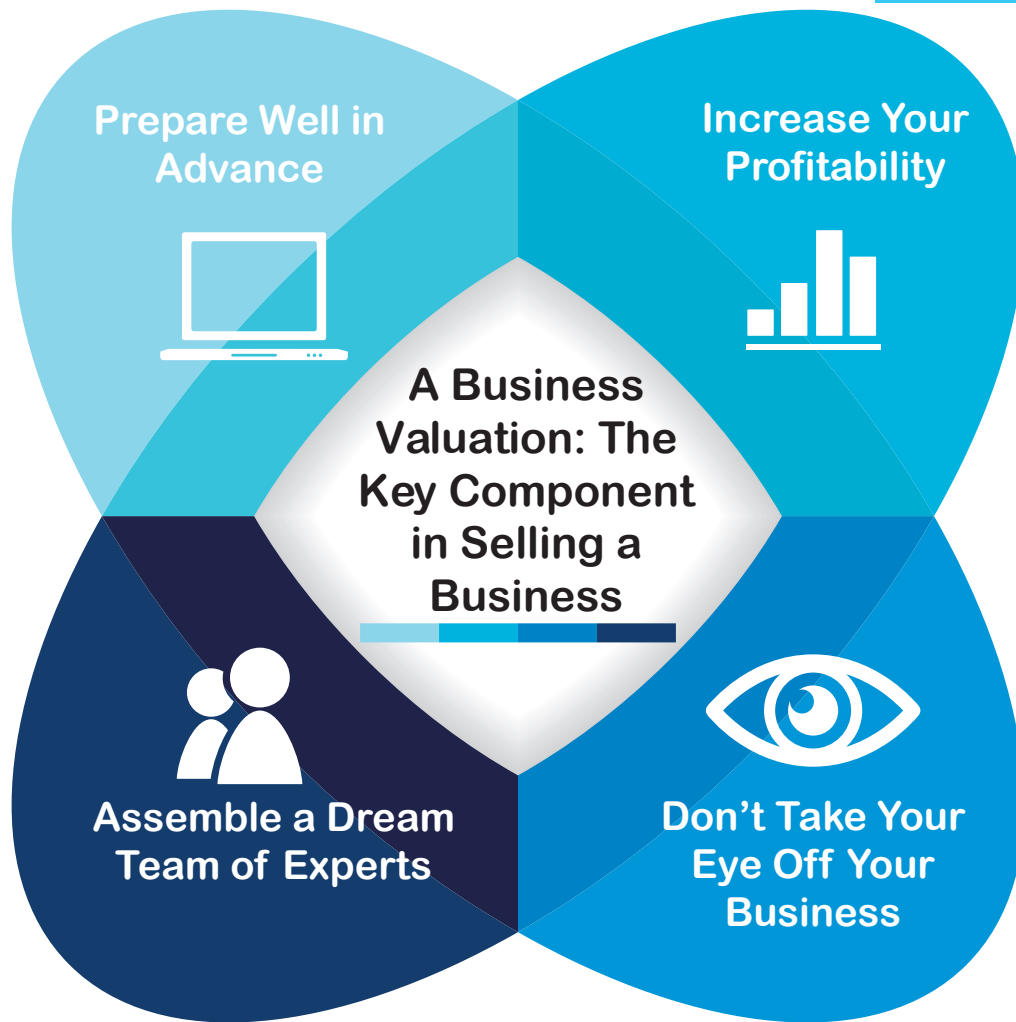 Prepare Well in
Advance
Increase Your
Profitability
A Business
Valuation: The
Key Component
in Selling a
Business
Assemble a Dream
Team of Experts
Don’t Take Your
Eye Off Your
Business